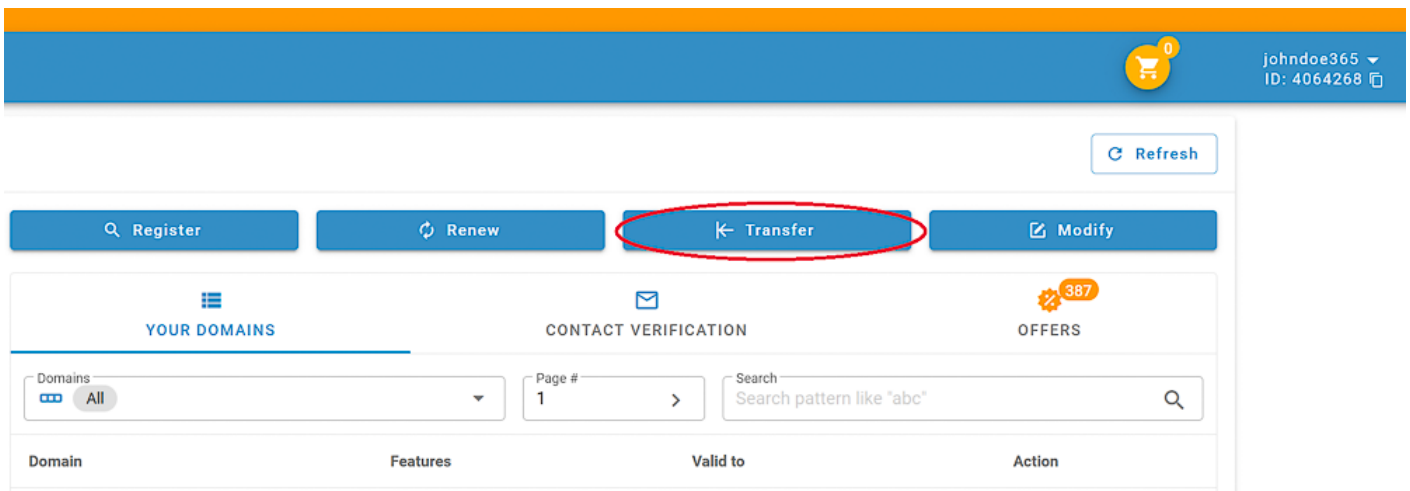 0
johndoe365
ID: 4064268
Refresh
Register
Renew
Transfer
Modify
YOUR DOMAINS
CONTACT VERIFICATION
387
OFFERS
Domains
All
Page #
1
Search
Search pattern like "abc"
Domain Features Valid to Action